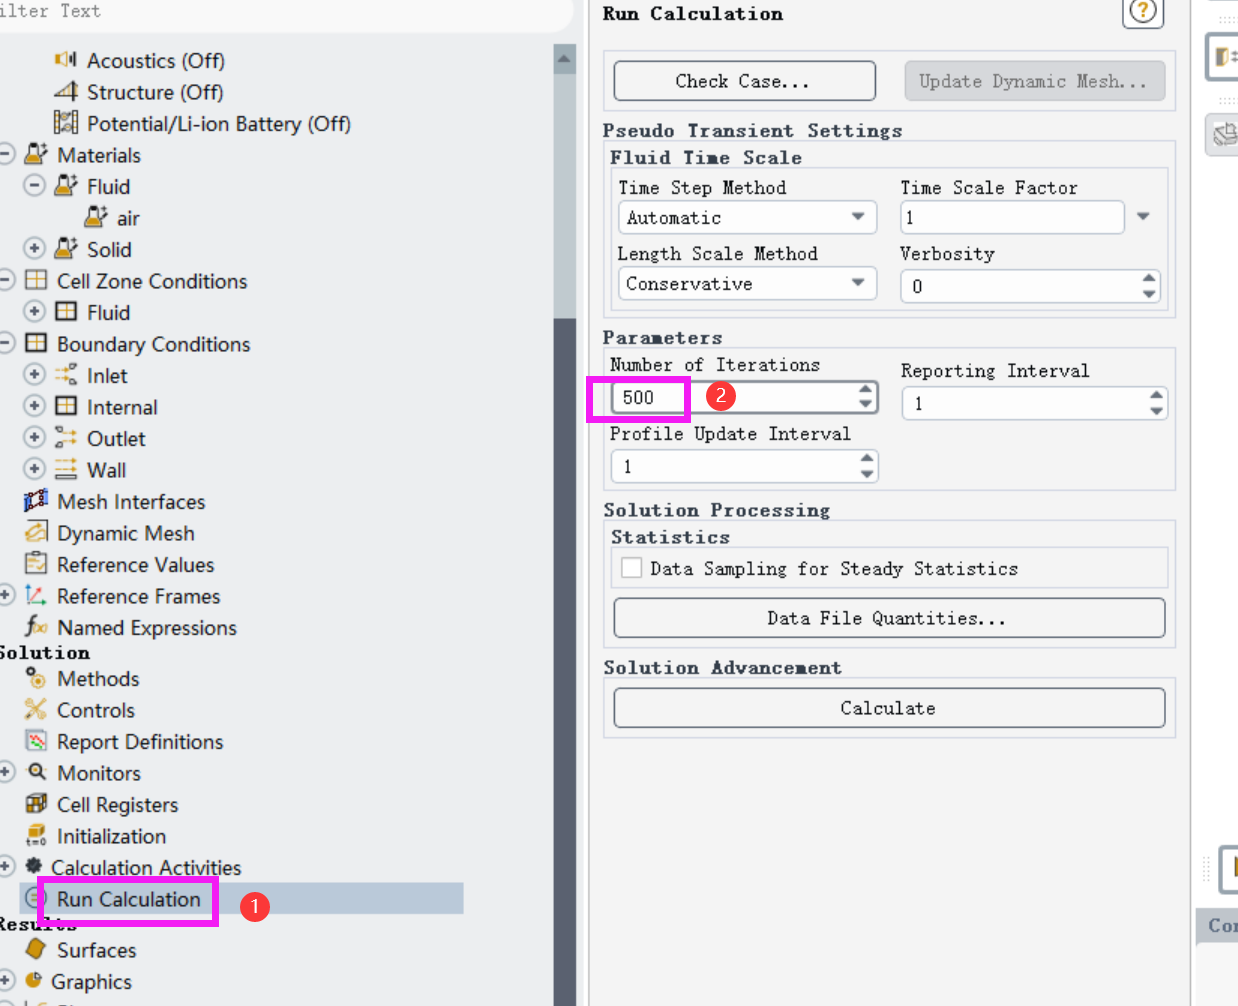 ilter Text
Acoustics (Off)
Structure (Off)
Potential/Li-ion Battery (Off)
Materials
Fluid
air
Solid
Cell Zone Conditions
Fluid
Boundary Conditions
Inlet
Internal
Outlet
Wall
Mesh Interfaces
Dynamic Mesh
Reference Values
Reference Frames
Named Expressions
Solution
Methods
Controls
Report Definitions
Monitors
Cell Registers
Initialization
Calculation Activities
Run Calculation
1
Results
Surfaces
Graphics
Run Calculation
?
Check Case...
Update Dynamic Mesh...
Pseudo Transient Settings
Fluid Time Scale
Time Step Method
Time Scale Factor
Automatic
1
Length Scale Method
Verbosity
Conservative
0
Parameters
Number of Iterations
Reporting Interval
500
2
1
Profile Update Interval
1
Solution Processing
Statistics
Data Sampling for Steady Statistics
Data File Quantities...
Solution Advancement
Calculate
Cor